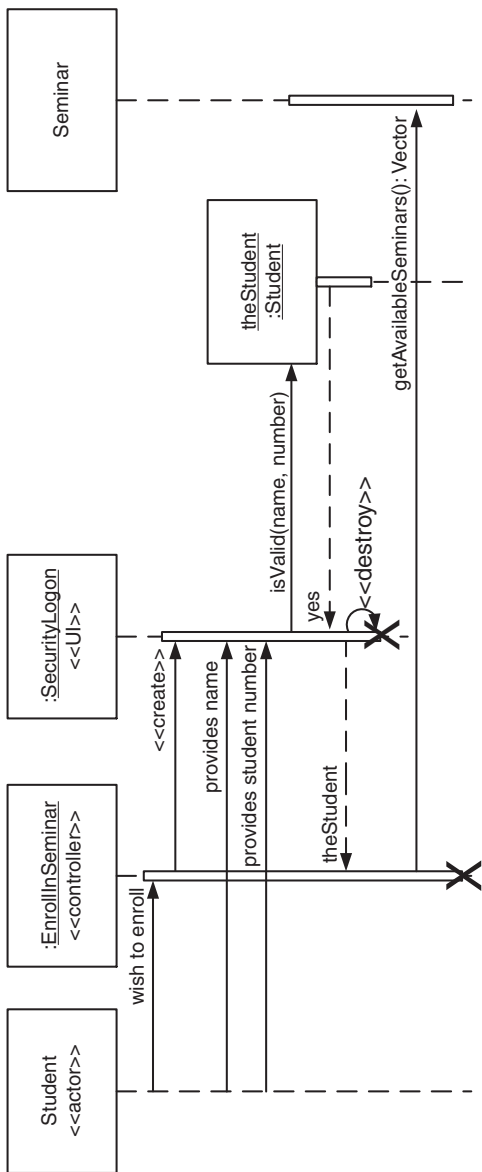 Student
<<actor>>
:EnrollInSeminar
<<controller>>
:SecurityLogon
<<UI>>
theStudent
:Student
Seminar
wish to enroll
<<create>>
provides name
provides student number
isValid(name, number)
yes
theStudent
<<destroy>>
getAvailableSeminars(): Vector